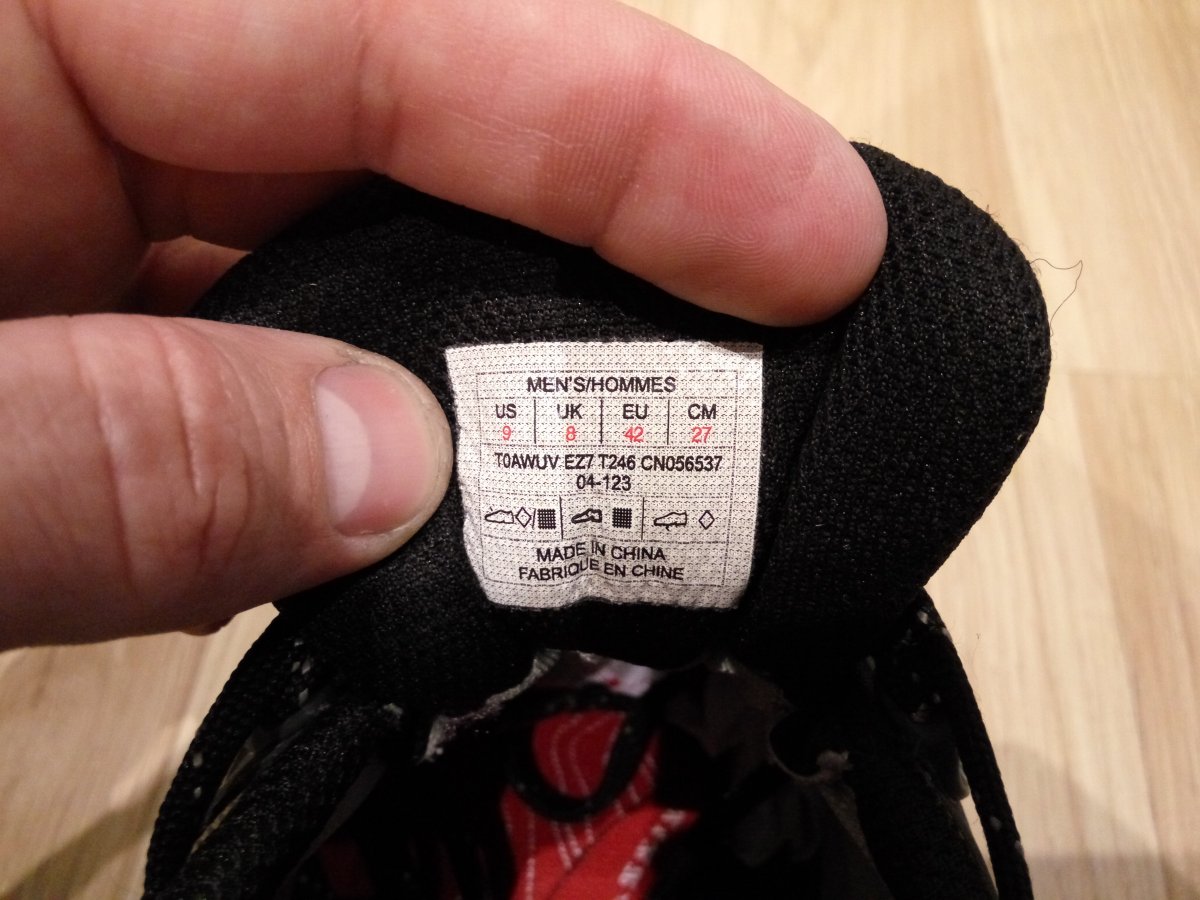 MEN'S/HOMMES
US UK EU CM
9 8 42 27
T0AWUV EZ7 T246 CN056537
04-123
MADE IN CHINA
FABRIQUE EN CHINE